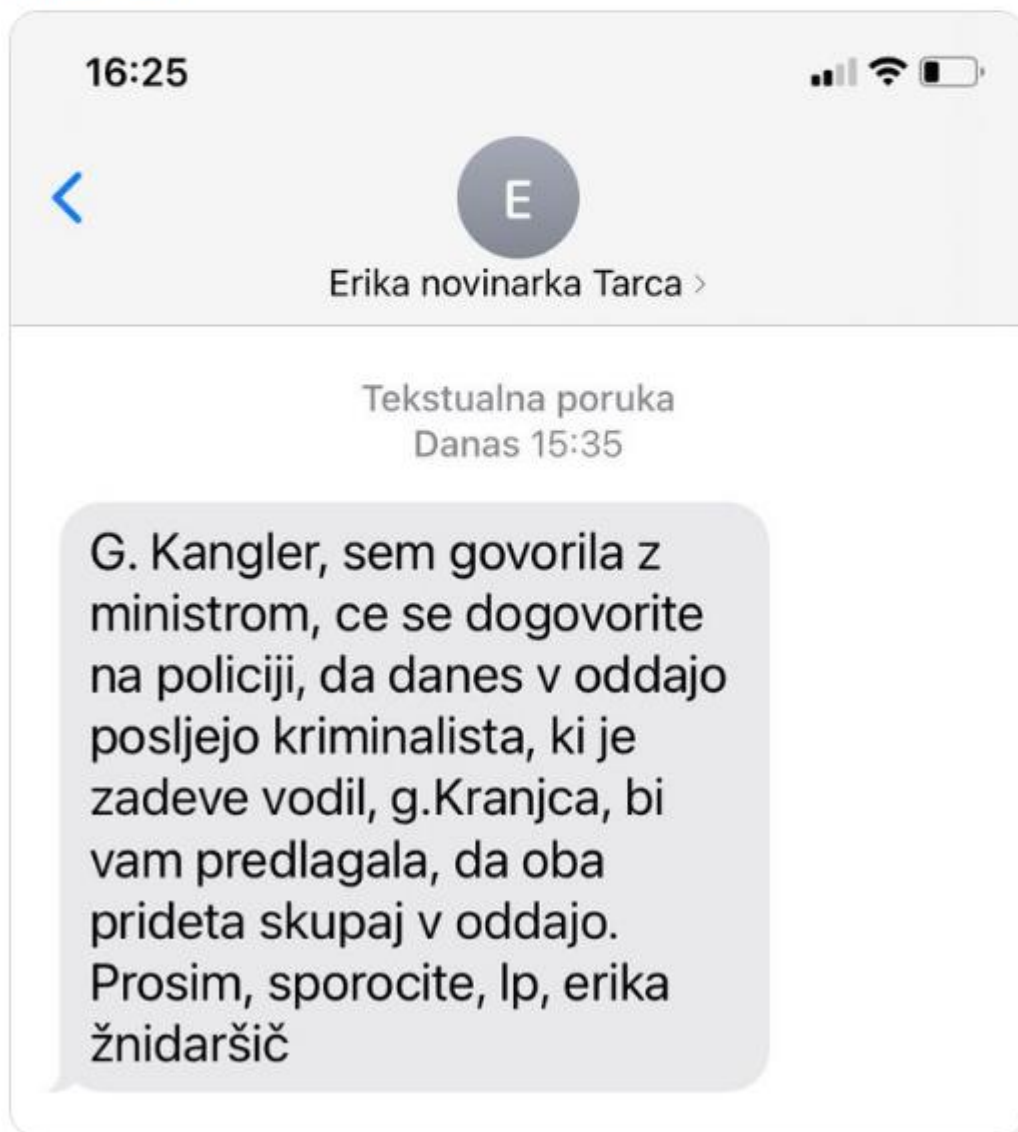 16:25
E
Erika novinarka Tarca
Tekstualna poruka
Danas 15:35
G. Kangler, sem govorila z
ministrom, ce se dogovorite
na policiji, da danes v oddajo
posljejo kriminalista, ki je
zadeve vodil, g.Kranjca, bi
vam predlagala, da oba
prideta skupaj v oddajo.
Prosim, sporocite, lp, erika
žnidaršič